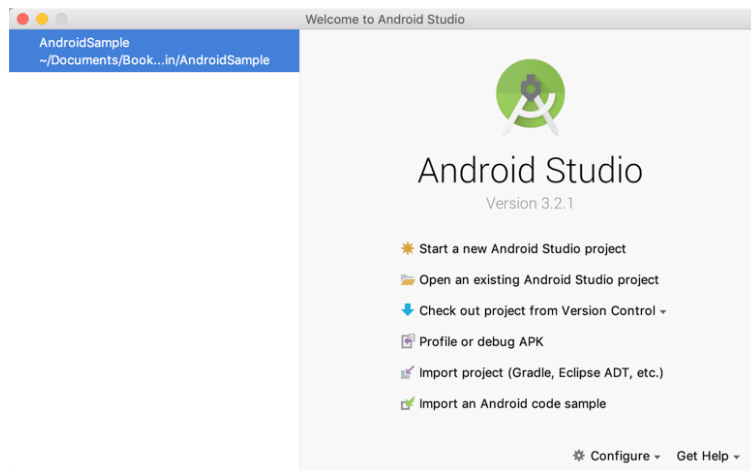 Welcome to Android Studio
AndroidSample
~/Documents/Book...in/AndroidSample
Android Studio
Version 3.2.1
Start a new Android Studio project
Open an existing Android Studio project
Check out project from Version Control
Profile or debug APK
Import project (Gradle, Eclipse ADT, etc.)
Import an Android code sample
Configure Get Help